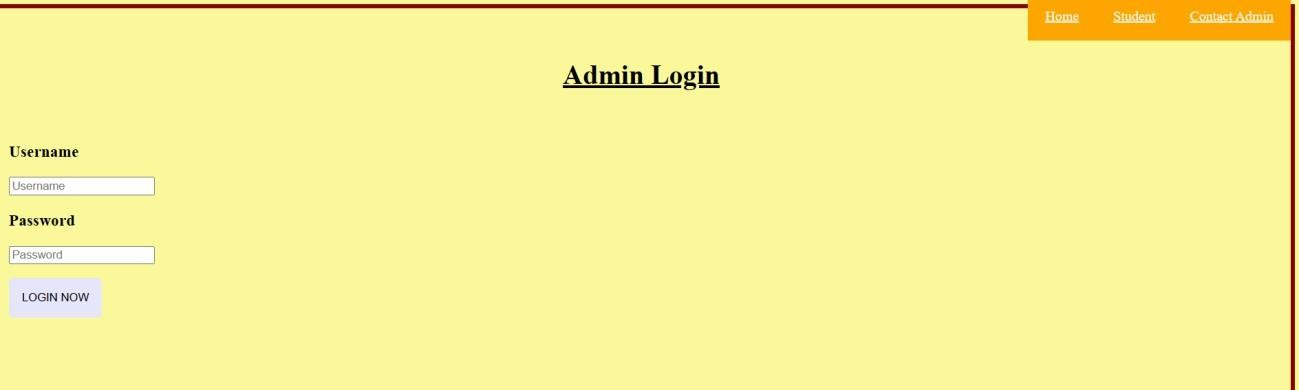 Home Student Contact Admin
Admin Login
Username
Username
Password
Password
LOGIN NOW